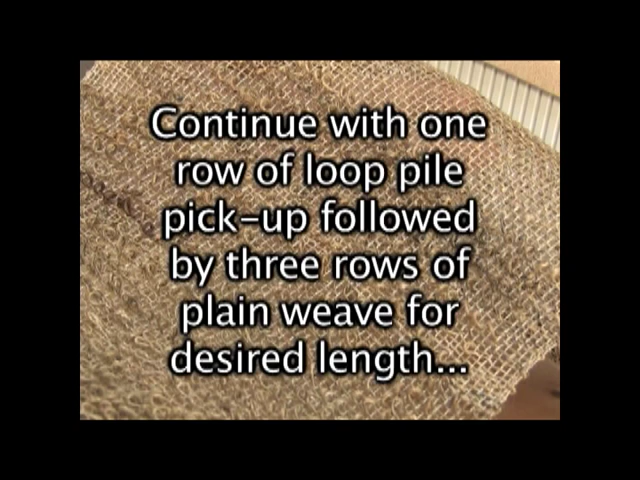 Continue with one
row of loop pile
pick-up followed
by three rows of
plain weave for
desired length...